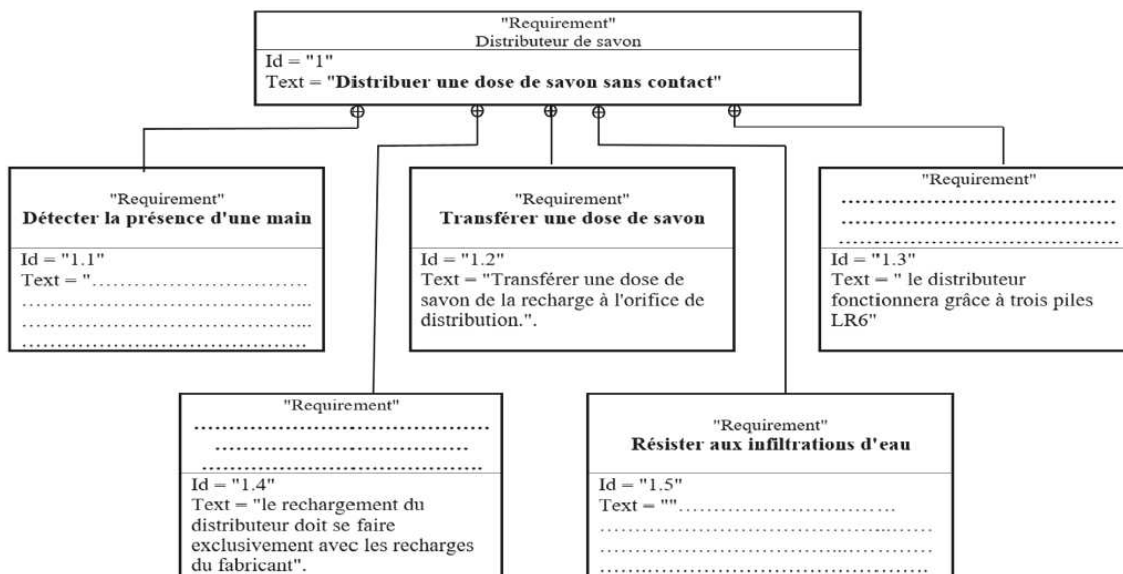 "Requirement"
Distributeur de savon
Id = "1"
Text = "Distribuer une dose de savon sans contact"
"Requirement"
Détecter la présence d'une main
Id = "1.1"
Text = "……………………………
……………………………………...
……………………………………...
………………..………………….
"Requirement"
Transférer une dose de savon
Id = "1.2"
Text = "Transférer une dose de
savon de la recharge à l'orifice de
distribution.".
"Requirement"
…………………………………
…………………………………
…………………………………
Id = "1.3"
Text = " le distributeur
fonctionnera grâce à trois piles
LR6"
"Requirement"
…………………………………
……………………………
…………………………………
Id = "1.4"
Text = "le rechargement du
distributeur doit se faire
exclusivement avec les recharges
du fabricant".
"Requirement"
Résister aux infiltrations d'eau
Id = "1.5"
Text = ""……………………………
……………………………………..……
………………………………...…………
……..…………………………………….